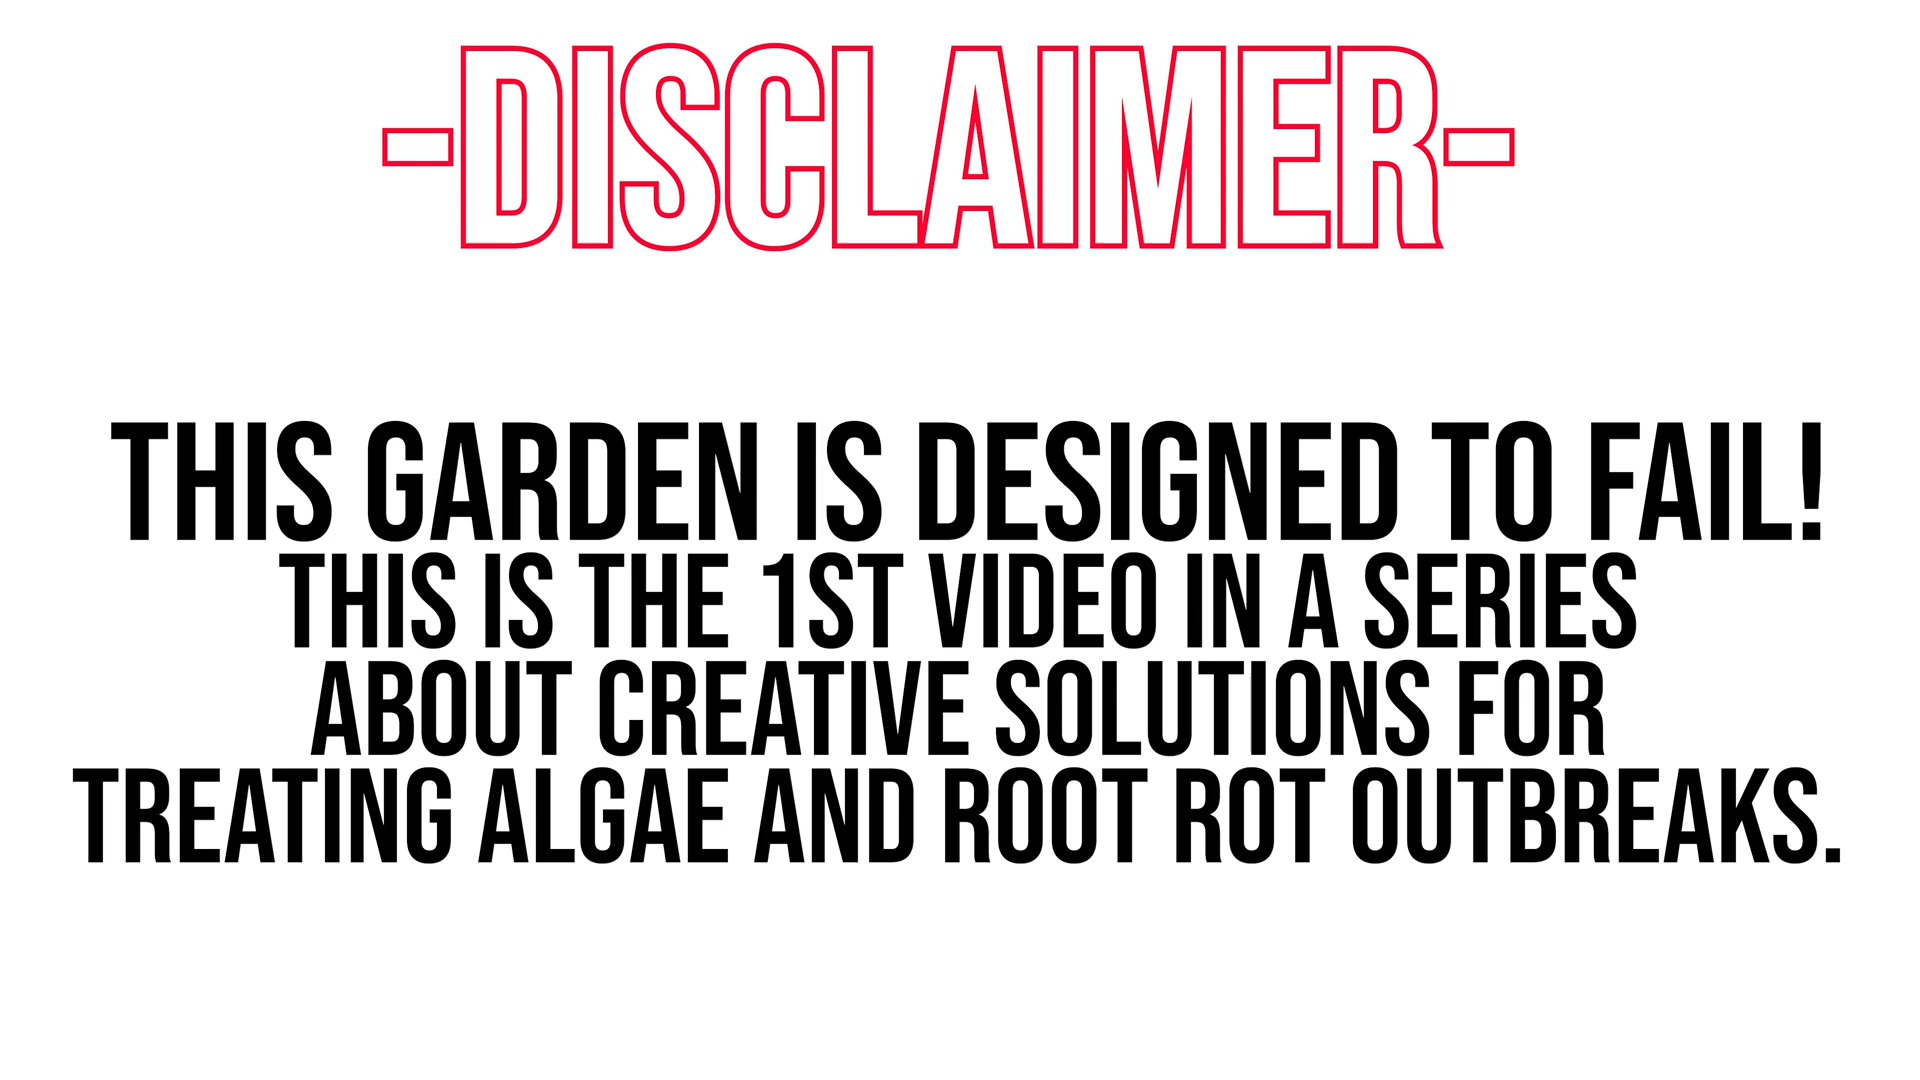 -DISCLAIMER-
THIS GARDEN IS DESIGNED TO FAIL!
THIS IS THE 1ST VIDEO IN A SERIES
ABOUT CREATIVE SOLUTIONS FOR
TREATING ALGAE AND ROOT ROT OUTBREAKS.